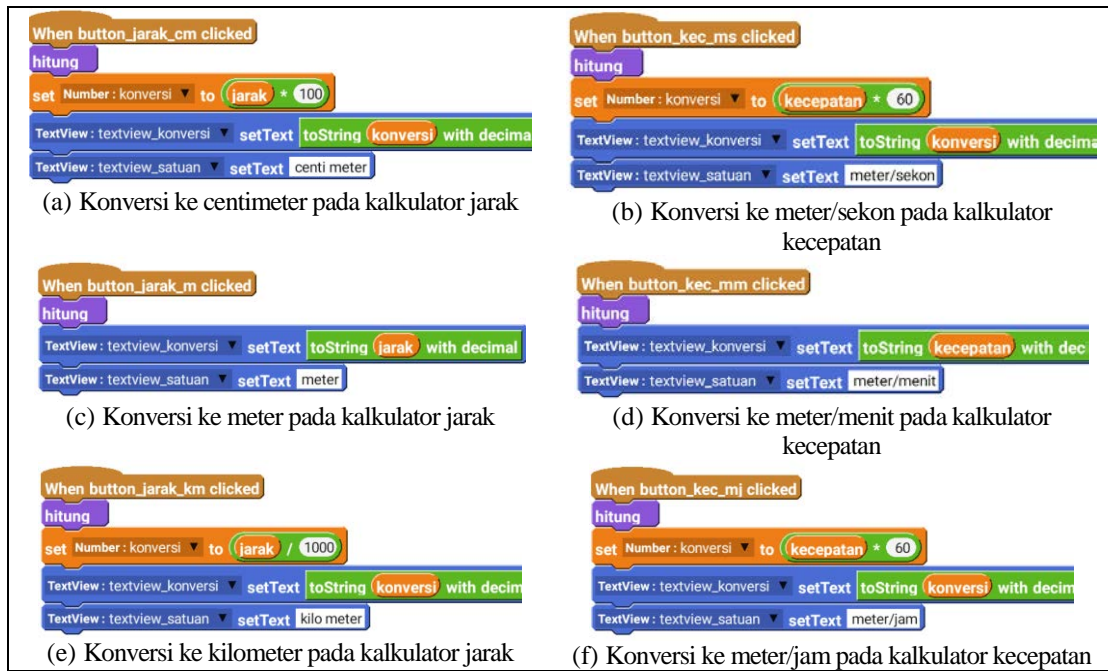 When button_jarak_cm clicked
hitung
set Number : konversi ▼ to jarak * 100
TextView : textview_konversi ▼ setText toString konversi with decima
TextView : textview_satuan ▼ setText centi meter
(a) Konversi ke centimeter pada kalkulator jarak
When button_kec_ms clicked
hitung
set Number : konversi ▼ to kecepatan * 60
TextView : textview_konversi ▼ setText toString konversi with decima
TextView : textview_satuan ▼ setText meter/sekon
(b) Konversi ke meter/sekon pada kalkulator
kecepatan
When button_jarak_m clicked
hitung
TextView : textview_konversi ▼ setText toString jarak with decimal
TextView : textview_satuan ▼ setText meter
(c) Konversi ke meter pada kalkulator jarak
When button_kec_mm clicked
hitung
TextView : textview_konversi ▼ setText toString kecepatan with dec
TextView : textview_satuan ▼ setText meter/menit
(d) Konversi ke meter/menit pada kalkulator
kecepatan
When button_jarak_km clicked
hitung
set Number : konversi ▼ to jarak / 1000
TextView : textview_konversi ▼ setText toString konversi with decim
TextView : textview_satuan ▼ setText kilo meter
(e) Konversi ke kilometer pada kalkulator jarak
When button_kec_mj clicked
hitung
set Number : konversi ▼ to kecepatan * 60
TextView : textview_konversi ▼ setText toString konversi with decim
TextView : textview_satuan ▼ setText meter/jam
(f) Konversi ke meter/jam pada kalkulator kecepatan